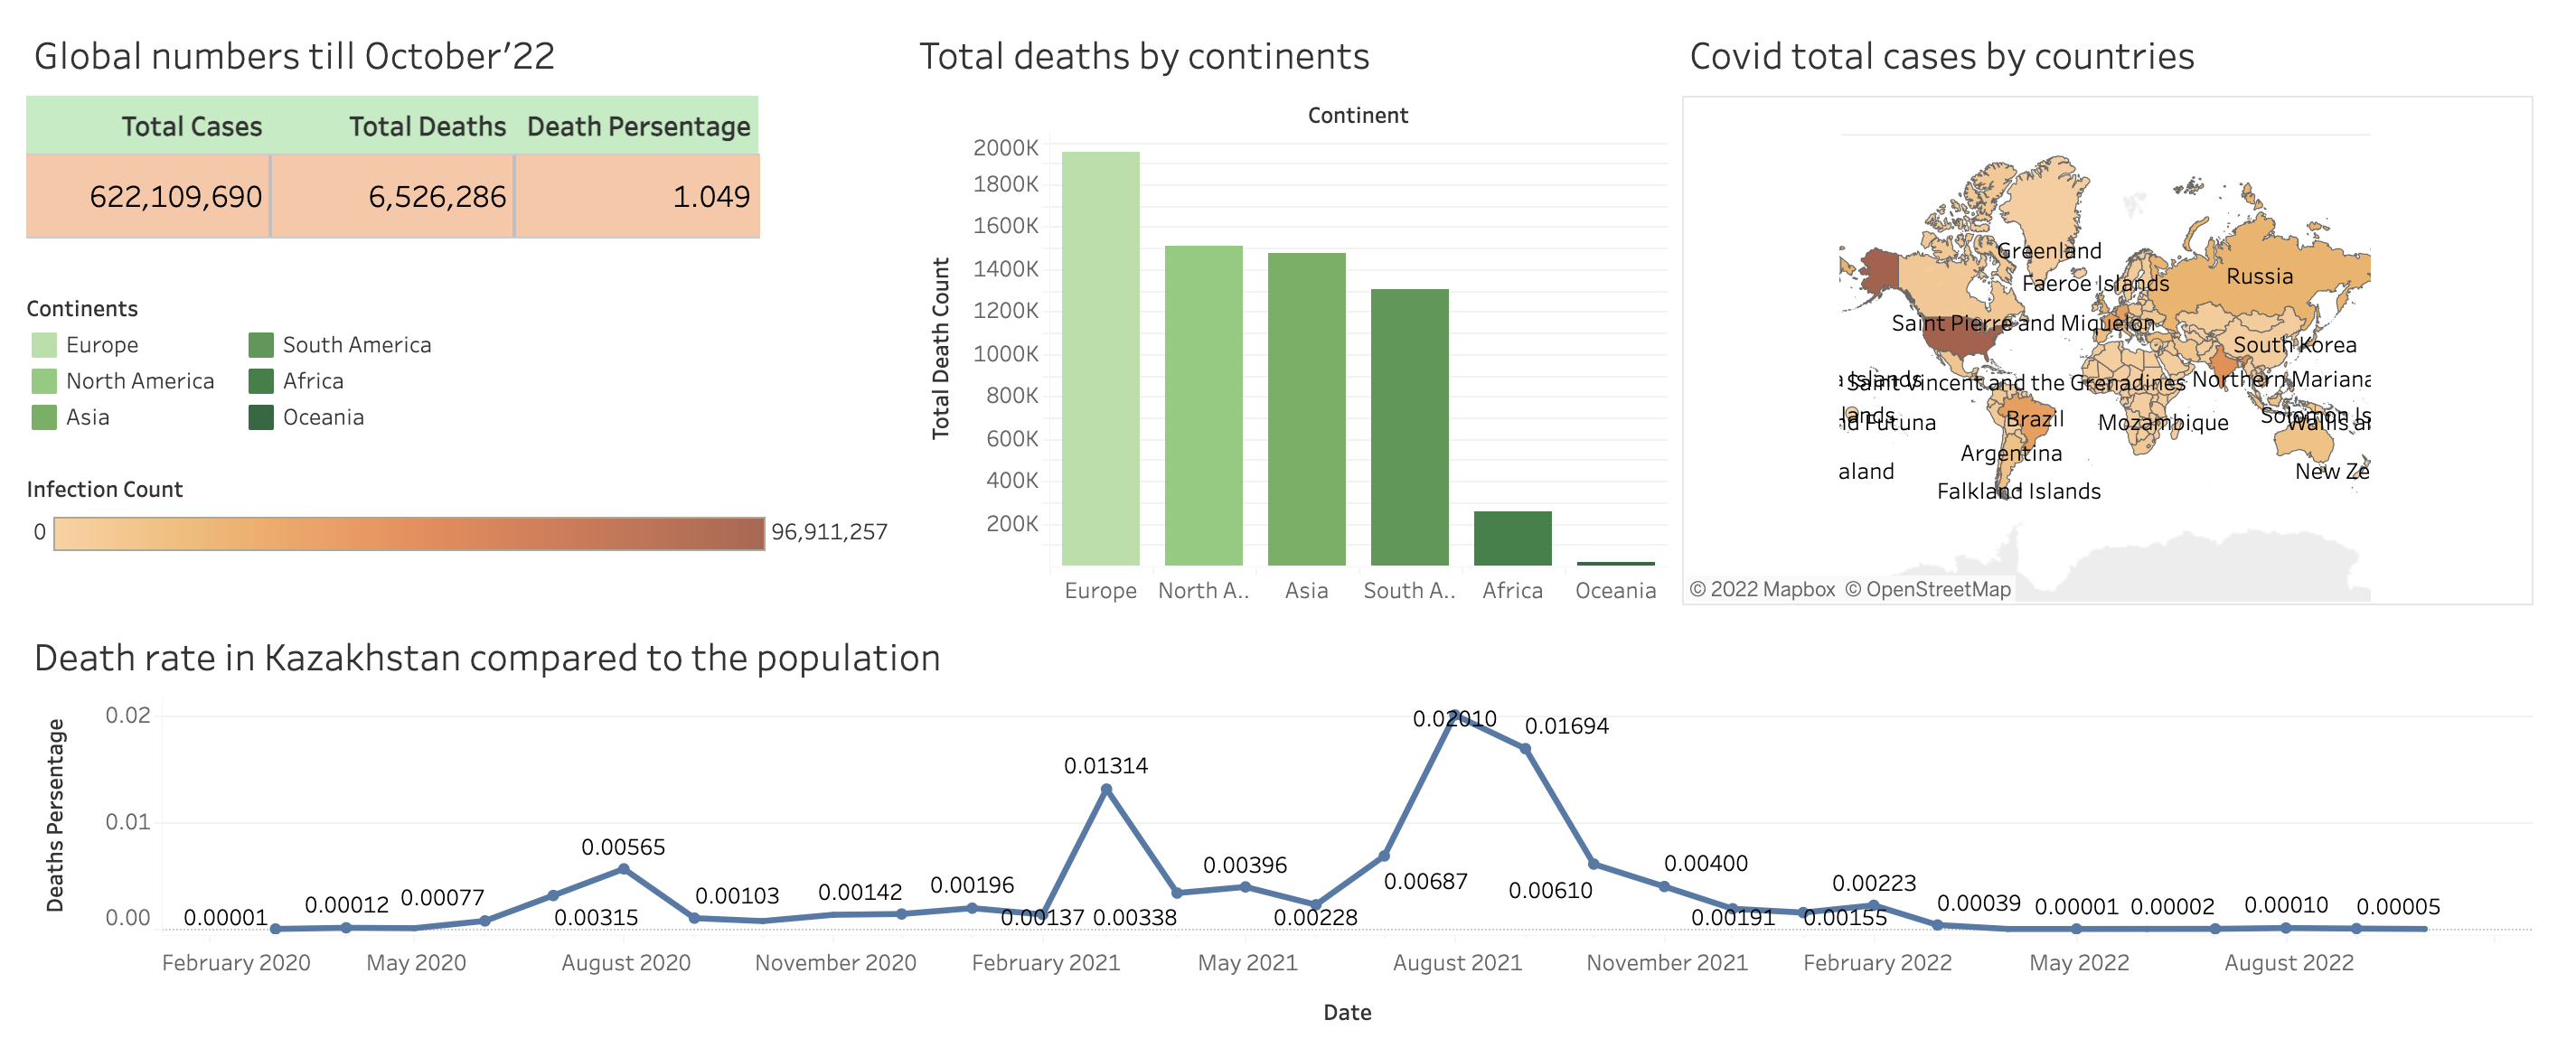 Global numbers till October'22
Total Cases Total Deaths Death Persentage
622,109,690 6,526,286 1.049
Continents
Europe South America
North America Africa
Asia Oceania
Infection Count
0 96,911,257
Total deaths by continents
Continent
Total Death Count
2000K
1800K
1600K
1400K
1200K
1000K
800K
600K
400K
200K
Europe North A.. Asia South A.. Africa Oceania
Covid total cases by countries
Greenland
Russia
Faeroe Islands
Saint Pierre and Miquelon
South Korea
Islands Saint Vincent and the Grenadines Northern Mariana
Brazil Mozambique Solomon Is
Futuna
Argentina
aland New Ze
Falkland Islands
© 2022 Mapbox © OpenStreetMap
Death rate in Kazakhstan compared to the population
Deaths Persentage
0.02
0.01
0.00
0.00001 0.00012 0.00077 0.00315 0.00565 0.00103 0.00142 0.00196 0.00137 0.01314 0.00338 0.00396 0.00228 0.00687 0.02010 0.01694 0.00610 0.00400 0.00191 0.00155 0.00223 0.00039 0.00001 0.00002 0.00010 0.00005
February 2020 May 2020 August 2020 November 2020 February 2021 May 2021 August 2021 November 2021 February 2022 May 2022 August 2022
Date